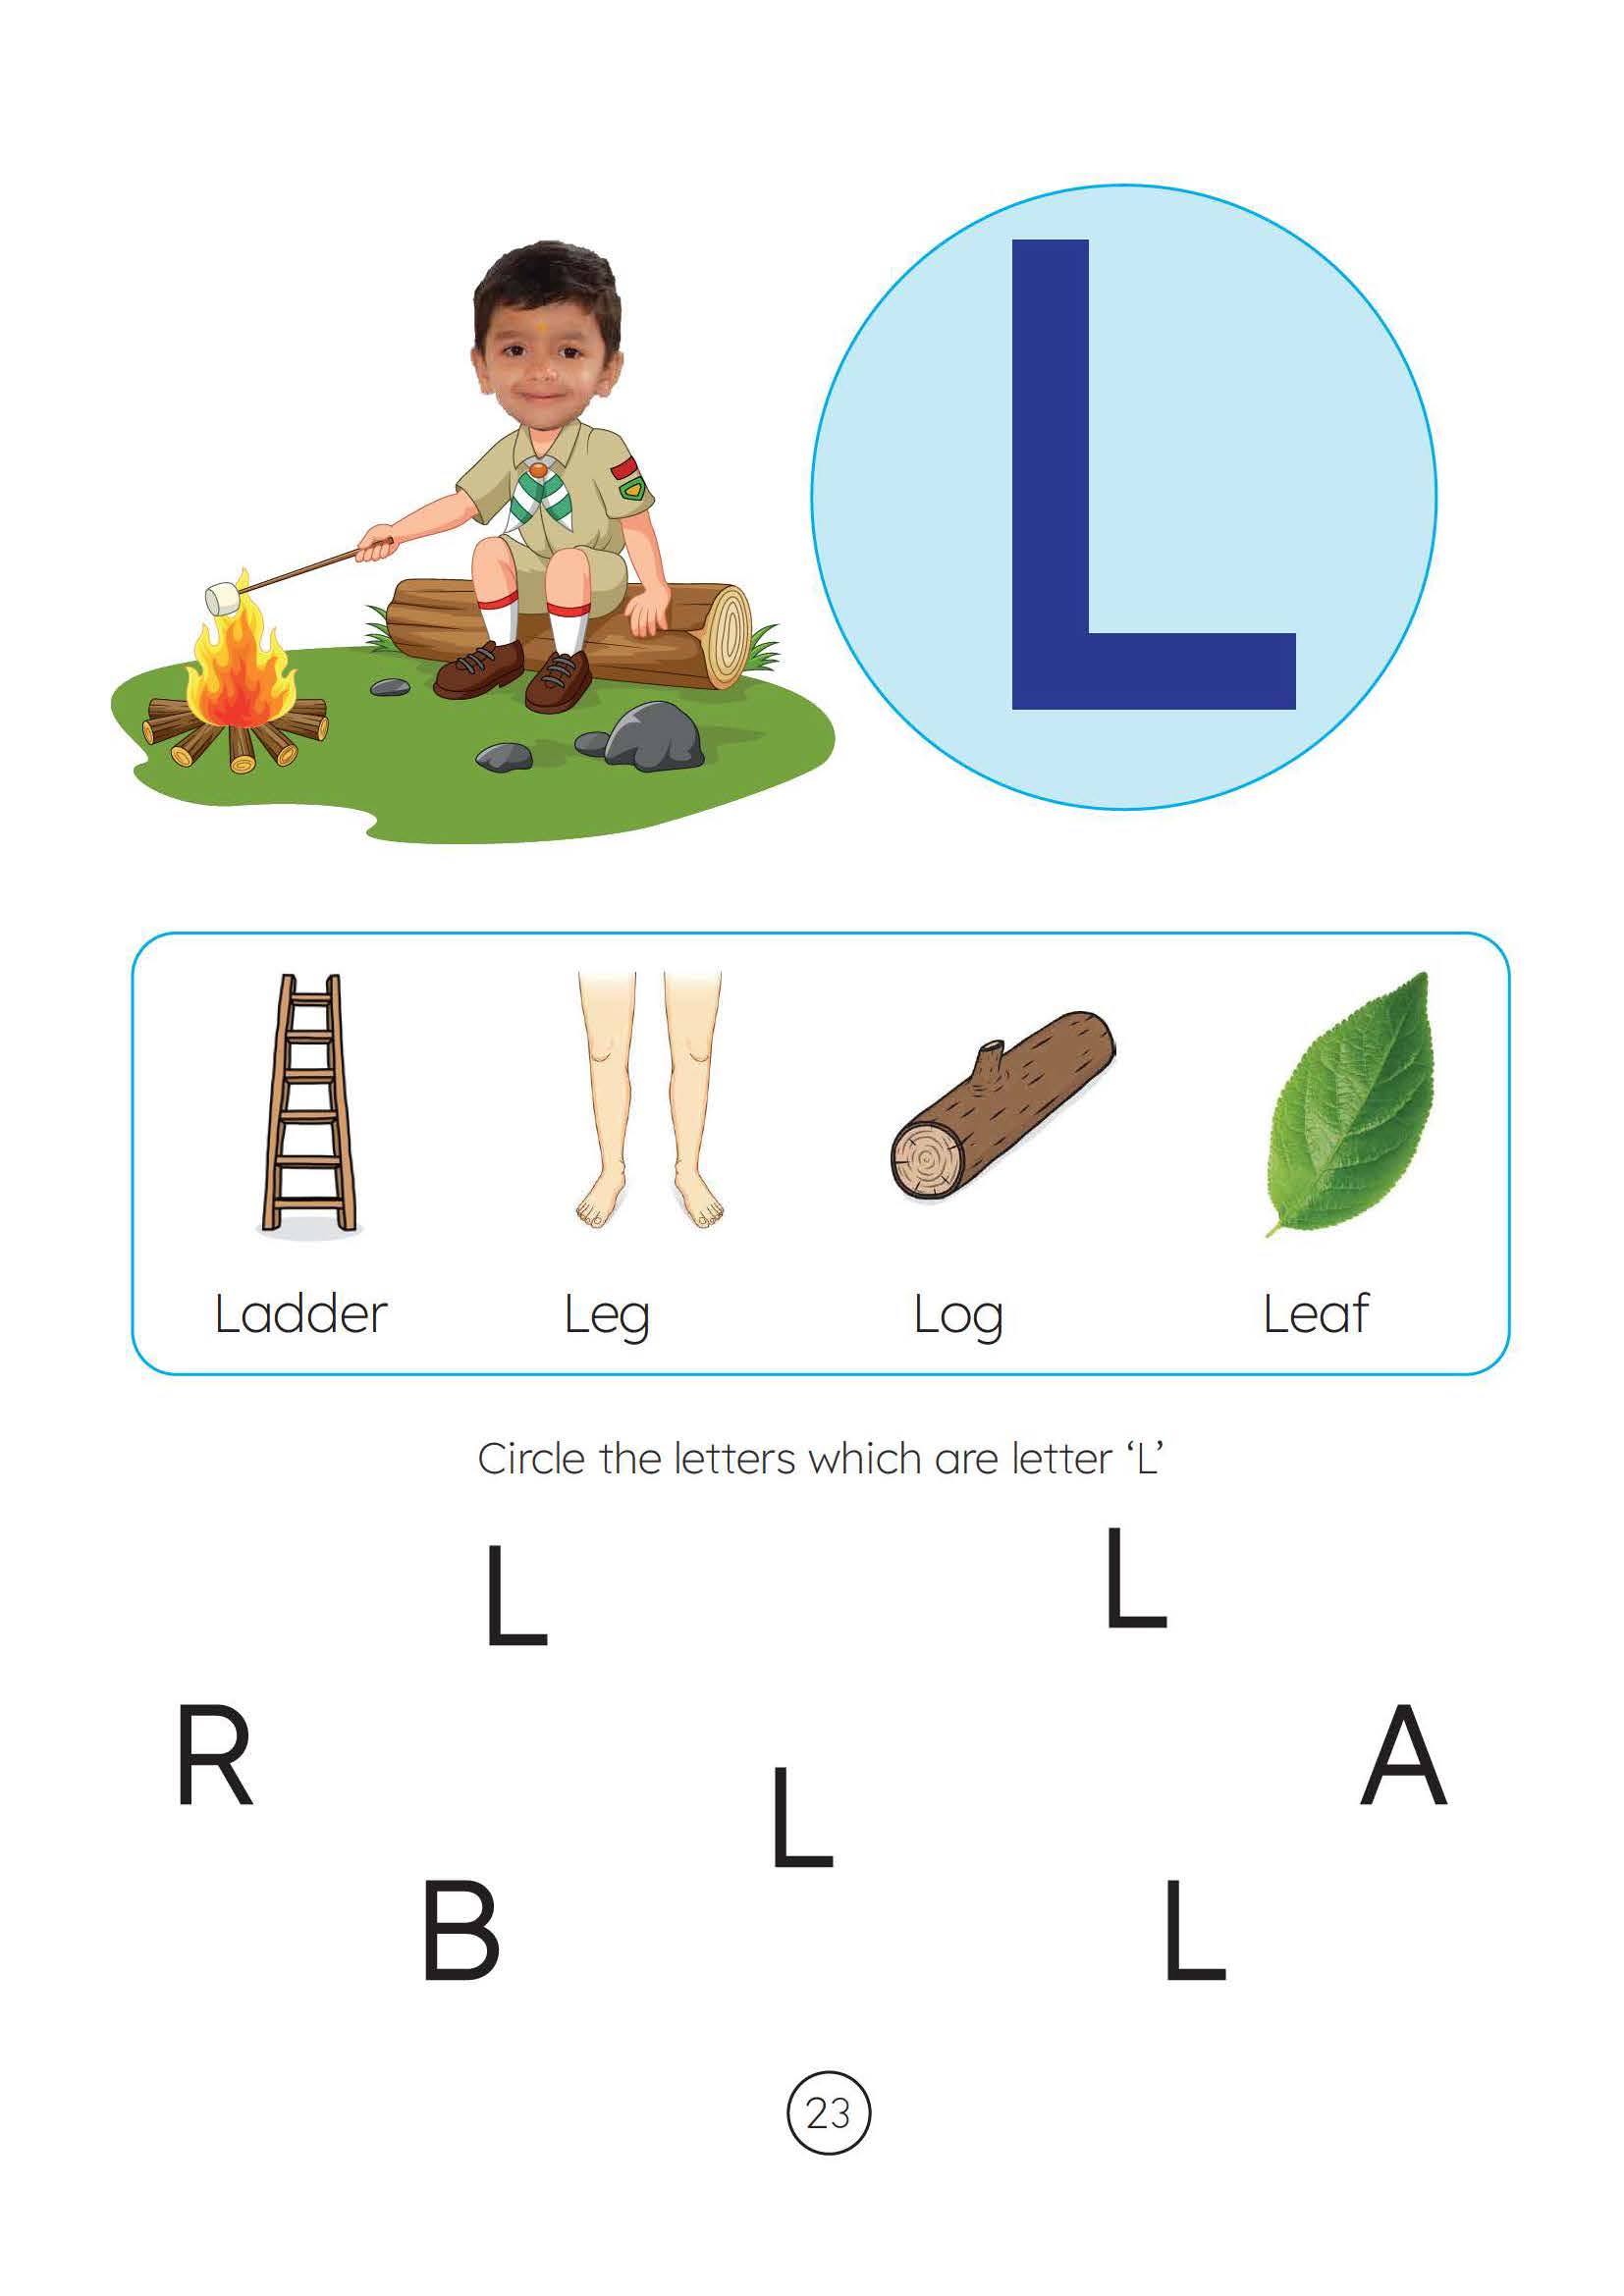 L
Ladder Leg Log Leaf
Circle the letters which are letter ‘L’
L L
R A
L
B L
23